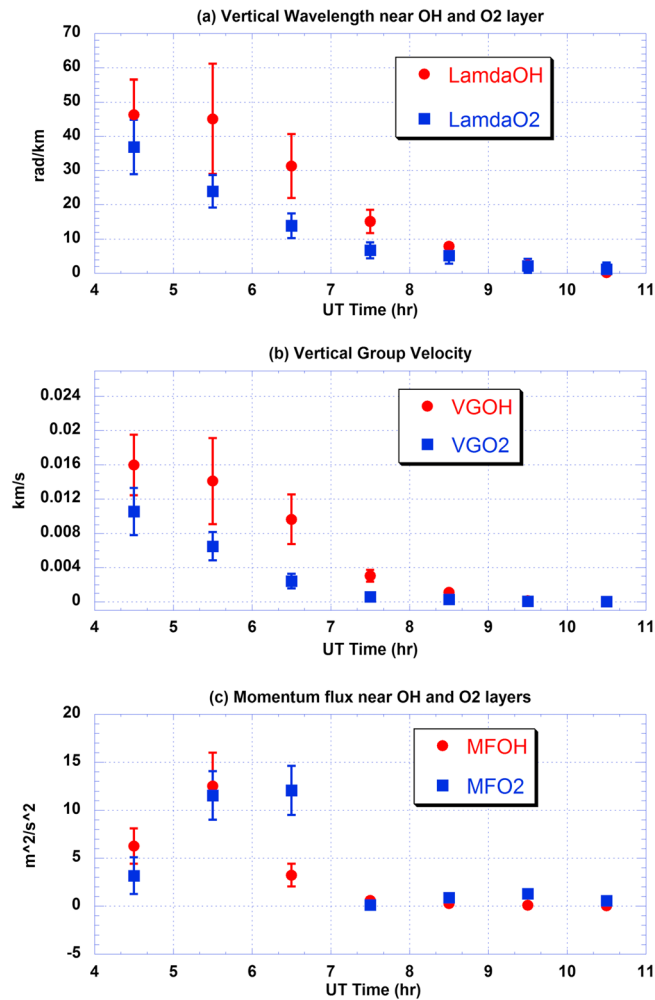 (a) Vertical Wavelength near OH and O2 layer
70
60
50
40
30
20
10
0
rad/km
LamdaOH
LamdaO2
4 5 6 7 8 9 10 11
UT Time (hr)
(b) Vertical Group Velocity
0.024
0.02
0.016
0.012
0.008
0.004
0
km/s
VGOH
VGO2
4 5 6 7 8 9 10 11
UT Time (hr)
(c) Momentum flux near OH and O2 layers
20
15
10
5
0
-5
m^2/s^2
MFOH
MFO2
4 5 6 7 8 9 10 11
UT Time (hr)